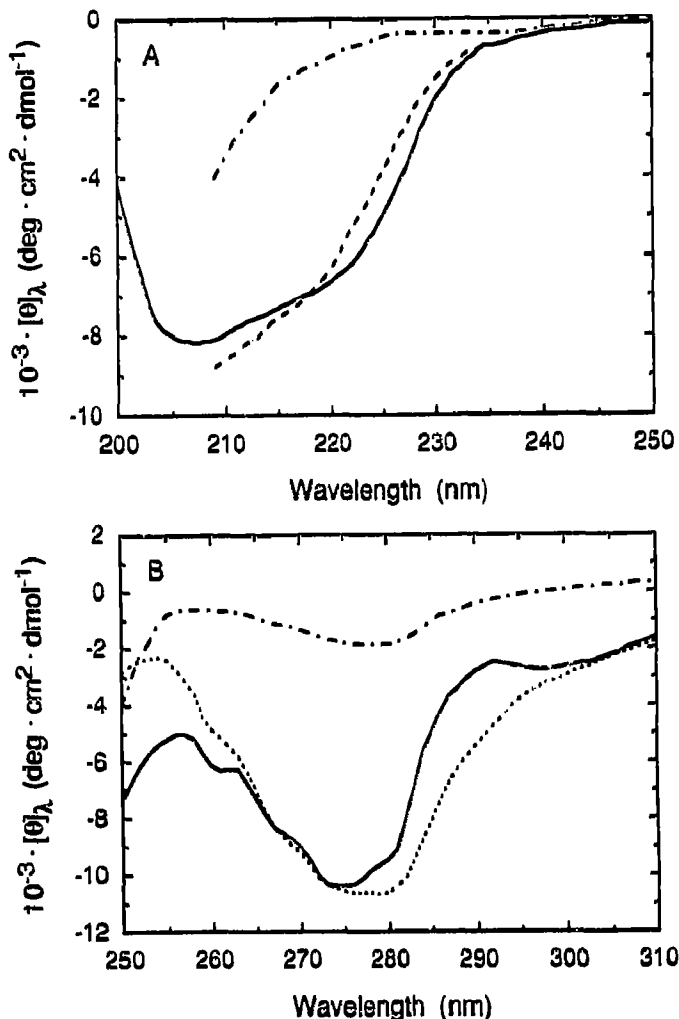 A
0
-2
-4
-6
-8
-10
10⁻³ · [θ]λ (deg · cm² · dmol⁻¹)
200 210 220 230 240 250
Wavelength (nm)
B
2
0
-2
-4
-6
-8
-10
-12
10⁻³ · [θ]λ (deg · cm² · dmol⁻¹)
250 260 270 280 290 300 310
Wavelength (nm)